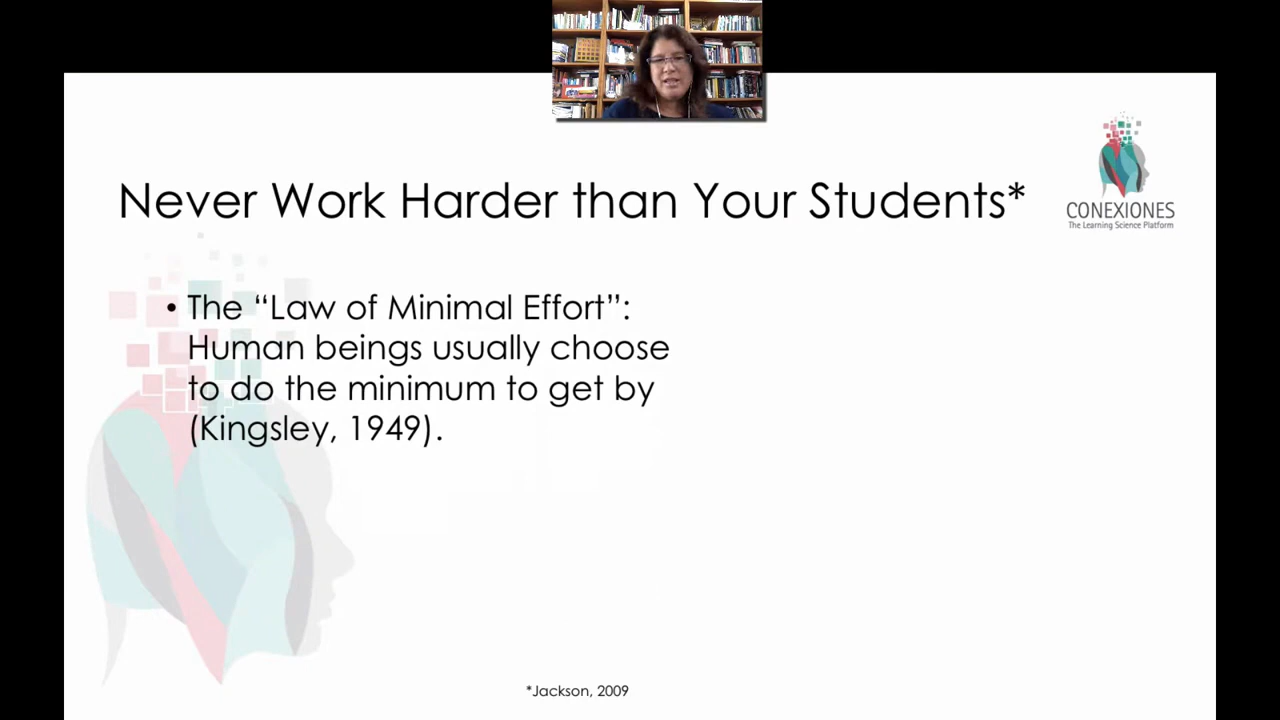 Never Work Harder than Your Students*
CONEXIONES
The Learning Science Platform
• The “Law of Minimal Effort”:
Human beings usually choose
to do the minimum to get by
(Kingsley, 1949).
*Jackson, 2009